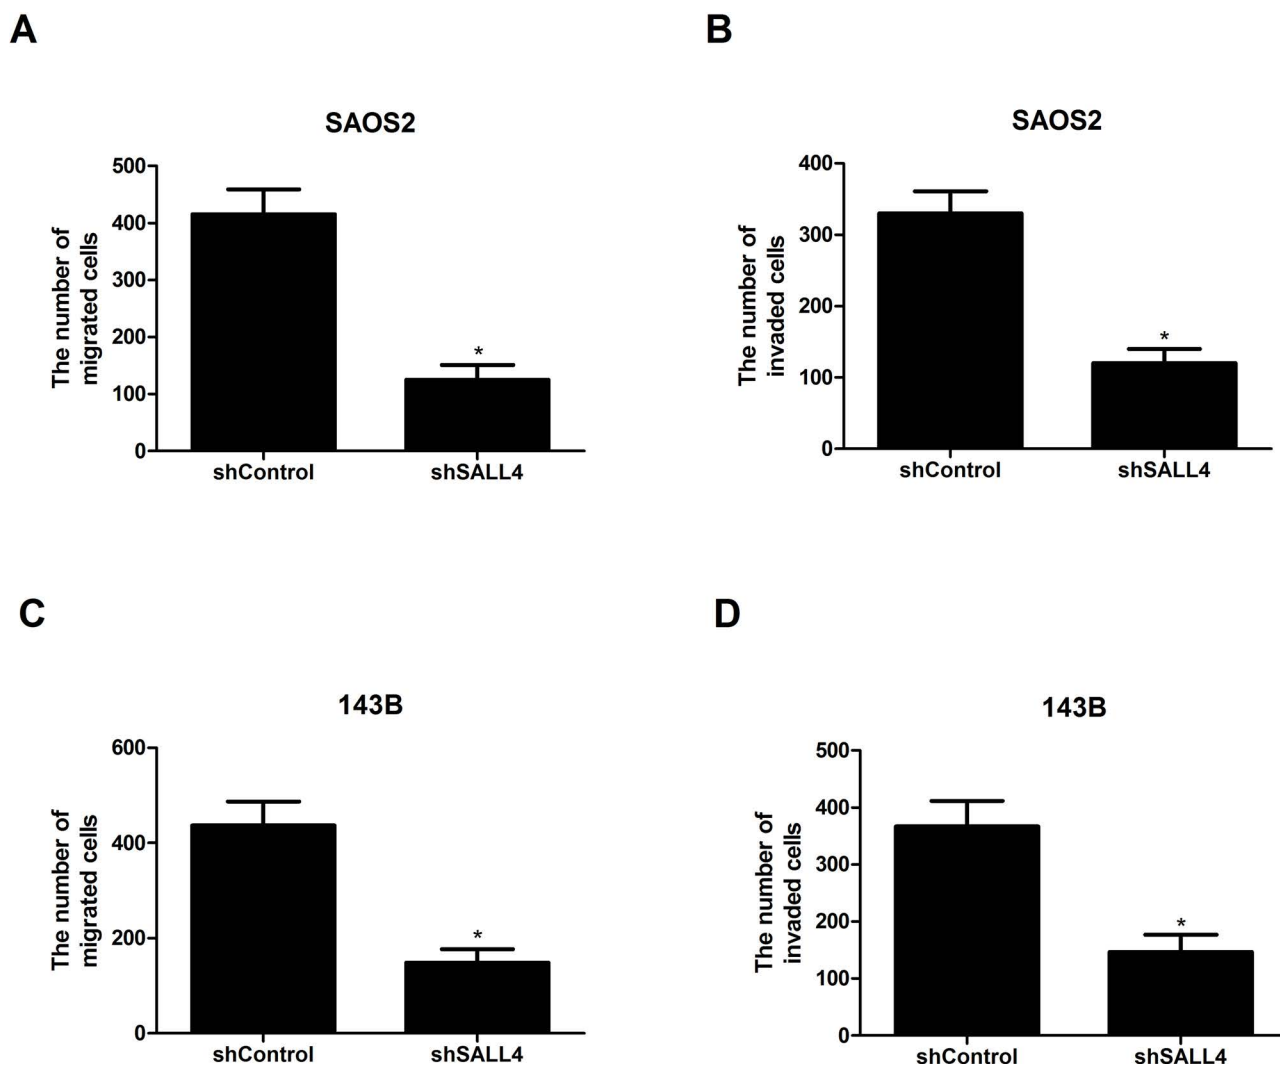 A
SAOS2
The number of
migrated cells
500
400
300
200
100
0
*
shControl
shSALL4
B
SAOS2
The number of
invaded cells
400
300
200
100
0
*
shControl
shSALL4
C
143B
The number of
migrated cells
600
400
200
0
*
shControl
shSALL4
D
143B
The number of
invaded cells
500
400
300
200
100
0
*
shControl
shSALL4